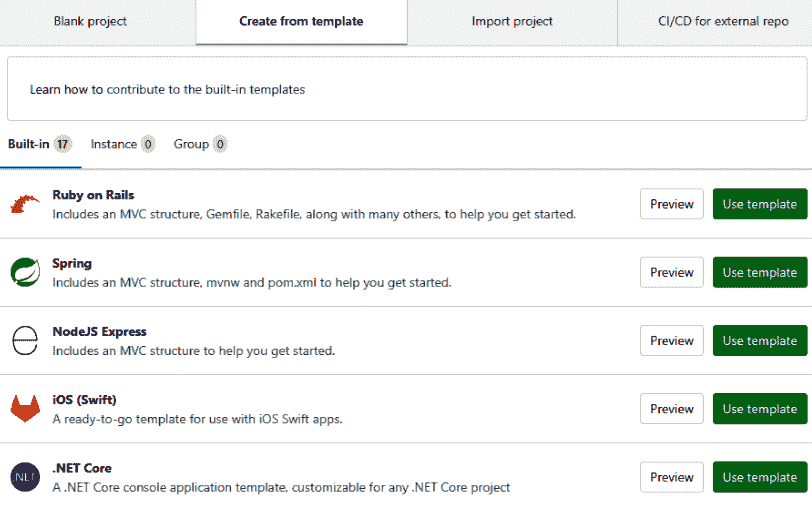 Blank project
Create from template
Import project
CI/CD for external repo
Learn how to contribute to the built-in templates
Built-in 17 Instance 0 Group 0
Ruby on Rails
Includes an MVC structure, Gemfile, Rakefile, along with many others, to help you get started.
Preview
Use template
Spring
Includes an MVC structure, mvnw and pom.xml to help you get started.
Preview
Use template
NodeJS Express
Includes an MVC structure to help you get started.
Preview
Use template
iOS (Swift)
A ready-to-go template for use with iOS Swift apps.
Preview
Use template
.NET Core
A .NET Core console application template, customizable for any .NET Core project
Preview
Use template